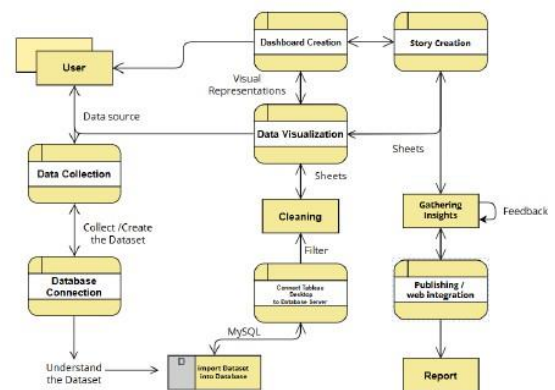 Dashboard Creation
Story Creation
User
Visual
Representations
Data source
Data Visualization
Data Collection
Sheets
Sheets
Cleaning
Gathering
Insights
Feedback
Collect /Create
the Dataset
Filter
Database
Connection
Connect Tableau
Desktop
to Database Server
Publishing /
web integration
MySQL
Understand
the Dataset
D
import Dataset
into Database
Report